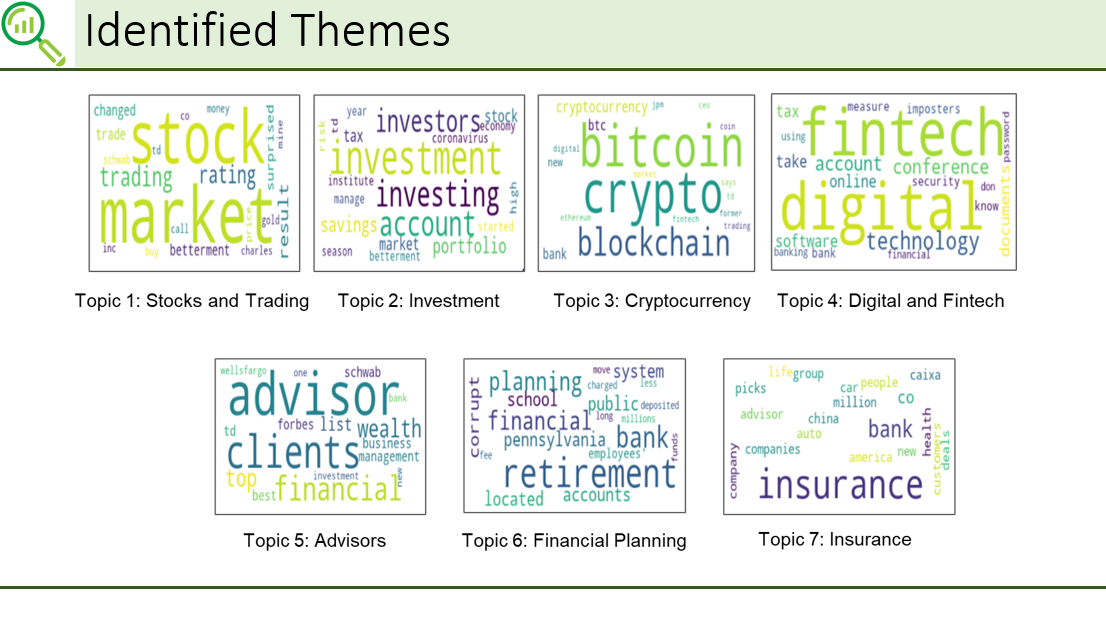 Identified Themes
changed
money
co
trade
stock
surprised
mine
td
schwab
trading
rating
market
result
price
gold
call
inc
buy
betterment
charles
year
investors
stock
economy
risk
td
tax
coronavirus
investment
institute
investing
high
manage
savings
account
started
market
season
betterment
portfolio
cryptocurrency
jpm
ceo
btc
coin
bitcoin
digital
new
market
crypto
says
td
ethereum
fintech
former
trading
bank
blockchain
tax
measure
imposters
password
using
fintech
take
account
conference
online
security
don
digital
know
documents
software
technology
banking
bank
financial
Topic 1: Stocks and Trading
Topic 2: Investment
Topic 3: Cryptocurrency
Topic 4: Digital and Fintech
wellsfargo
one
schwab
advisor
bank
td
forbes
list
wealth
clients
business
management
top
investment
new
best
financial
planning
move
system
corrupt
charged
less
school
public
deposited
financial
long
millions
pennsylvania
bank
funds
fee
employees
retirement
located
accounts
life
group
caixa
picks
car
people
million
co
advisor
china
auto
bank
health
companies
america
new
customers
deals
company
insurance
Topic 5: Advisors
Topic 6: Financial Planning
Topic 7: Insurance